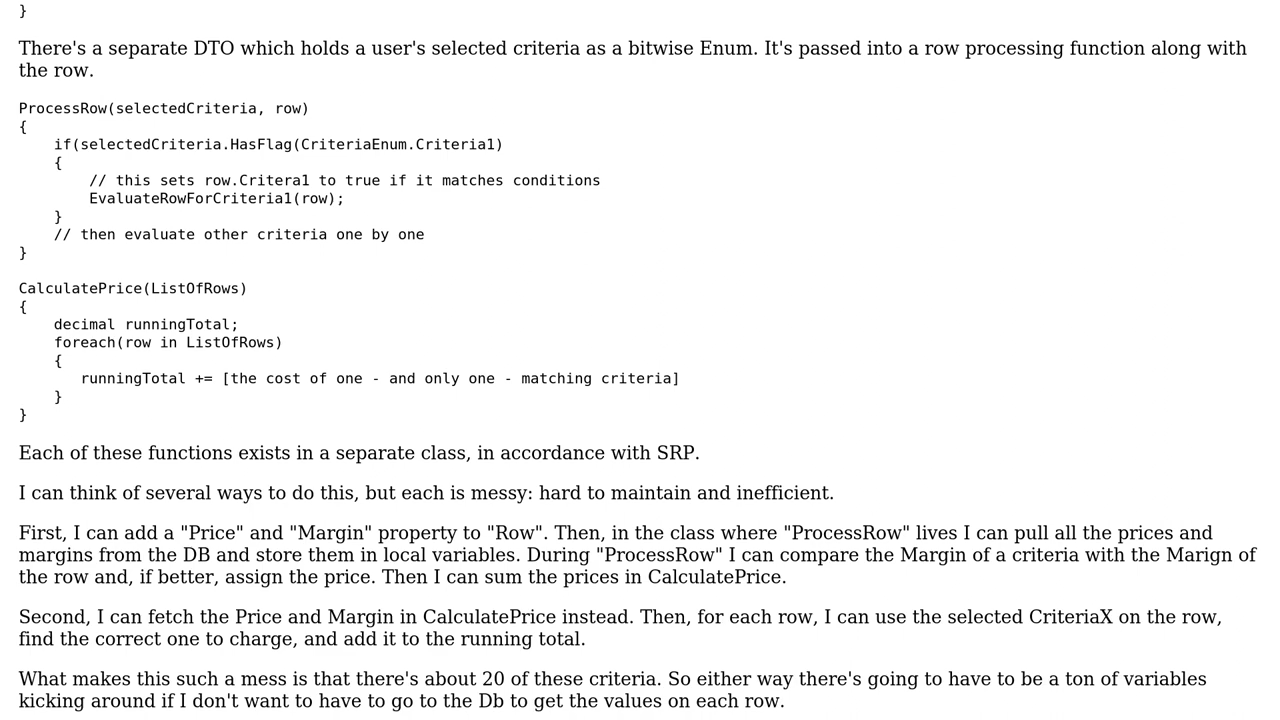 }
There's a separate DTO which holds a user's selected criteria as a bitwise Enum. It's passed into a row processing function along with
the row.
ProcessRow(selectedCriteria, row)
{
    if(selectedCriteria.HasFlag(CriteriaEnum.Criteria1)
    {
        // this sets row.Critera1 to true if it matches conditions
        EvaluateRowForCriteria1(row);
    }
    // then evaluate other criteria one by one
}
CalculatePrice(ListOfRows)
{
    decimal runningTotal;
    foreach(row in ListOfRows)
    {
       runningTotal += [the cost of one - and only one - matching criteria]
    }
}
Each of these functions exists in a separate class, in accordance with SRP.
I can think of several ways to do this, but each is messy: hard to maintain and inefficient.
First, I can add a "Price" and "Margin" property to "Row". Then, in the class where "ProcessRow" lives I can pull all the prices and
margins from the DB and store them in local variables. During "ProcessRow" I can compare the Margin of a criteria with the Marign of
the row and, if better, assign the price. Then I can sum the prices in CalculatePrice.
Second, I can fetch the Price and Margin in CalculatePrice instead. Then, for each row, I can use the selected CriteriaX on the row,
find the correct one to charge, and add it to the running total.
What makes this such a mess is that there's about 20 of these criteria. So either way there's going to have to be a ton of variables
kicking around if I don't want to have to go to the Db to get the values on each row.